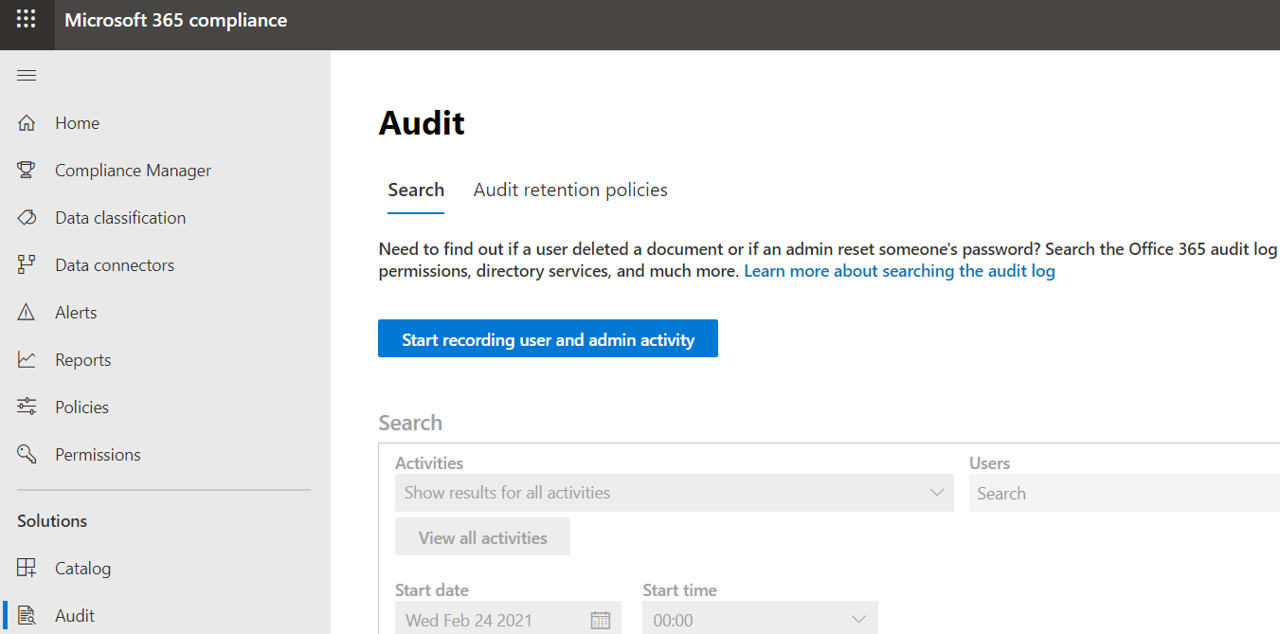 Microsoft 365 compliance
Home
Compliance Manager
Data classification
Data connectors
Alerts
Reports
Policies
Permissions
Solutions
Catalog
Audit
Audit
Search Audit retention policies
Need to find out if a user deleted a document or if an admin reset someone's password? Search the Office 365 audit log
permissions, directory services, and much more. Learn more about searching the audit log
Start recording user and admin activity
Search
Activities Users
Show results for all activities Search
View all activities
Start date Start time
Wed Feb 24 2021 00:00